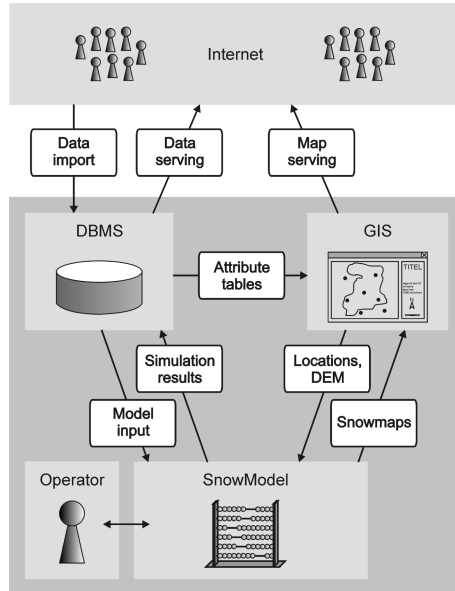 Internet
Data
import
Data
serving
Map
serving
DBMS
GIS
Attribute
tables
TITEL
N
Simulation
results
Locations,
DEM
Model
input
Snowmaps
Operator
SnowModel